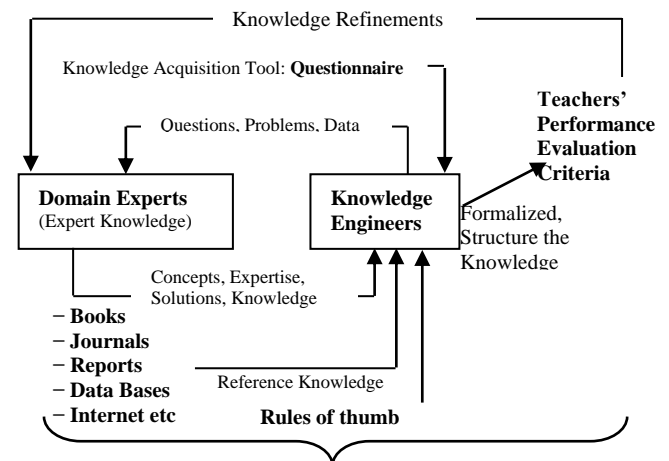 Knowledge Refinements
Knowledge Acquisition Tool: Questionnaire
Teachers’
Performance
Evaluation
Criteria
Questions, Problems, Data
Domain Experts
(Expert Knowledge)
Knowledge
Engineers
Formalized,
Structure the
Knowledge
Concepts, Expertise,
Solutions, Knowledge
– Books
– Journals
– Reports
– Data Bases
– Internet etc
Reference Knowledge
Rules of thumb